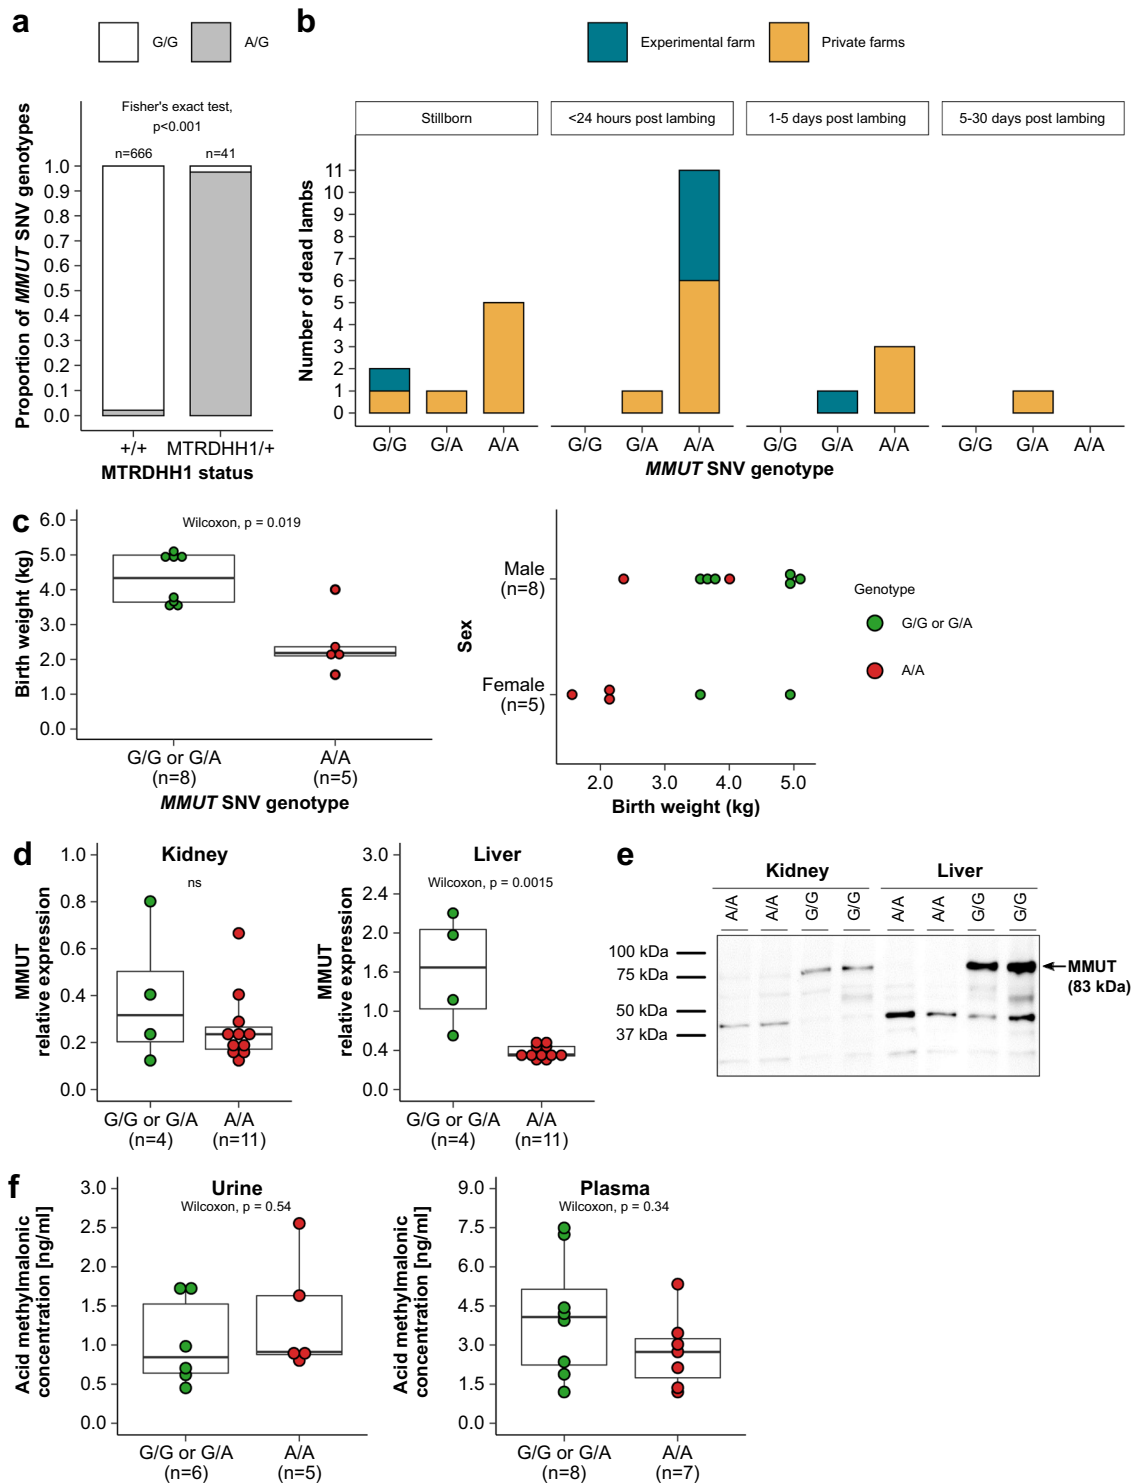 a
G/G
A/G
Fisher's exact test,
p<0.001
n=666
n=41
1.0
0.9
0.8
0.7
0.6
0.5
0.4
0.3
0.2
0.1
0.0
Proportion of MMUT SNV genotypes
+/+
MTRDHH1/+
MTRDHH1 status
b
Experimental farm
Private farms
Stillborn
<24 hours post lambing
1-5 days post lambing
5-30 days post lambing
Number of dead lambs
11
10
9
8
7
6
5
4
3
2
1
0
G/G G/A A/A
G/G G/A A/A
G/G G/A A/A
G/G G/A A/A
MMUT SNV genotype
c
Wilcoxon, p = 0.019
Birth weight (kg)
6.0
5.0
4.0
3.0
2.0
1.0
0.0
G/G or G/A
(n=8)
A/A
(n=5)
MMUT SNV genotype
Sex
Male
(n=8)
Female
(n=5)
2.0 3.0 4.0 5.0
Birth weight (kg)
Genotype
G/G or G/A
A/A
d
Kidney
ns
MMUT
relative expression
1.0
0.8
0.6
0.4
0.2
0.0
G/G or G/A
(n=4)
A/A
(n=11)
Liver
Wilcoxon, p = 0.0015
MMUT
relative expression
3.0
2.4
2.0
1.6
1.0
0.4
0.0
G/G or G/A
(n=4)
A/A
(n=11)
e
Kidney
Liver
A/A
A/A
G/G
G/G
A/A
A/A
G/G
G/G
100 kDa
75 kDa
50 kDa
37 kDa
MMUT
(83 kDa)
f
Urine
Wilcoxon, p = 0.54
Acid methylmalonic
concentration [ng/ml]
3.0
2.5
2.0
1.5
1.0
0.5
0.0
G/G or G/A
(n=6)
A/A
(n=5)
Plasma
Wilcoxon, p = 0.34
Acid methylmalonic
concentration [ng/ml]
9.0
7.5
6.0
4.5
3.0
1.5
0.0
G/G or G/A
(n=8)
A/A
(n=7)